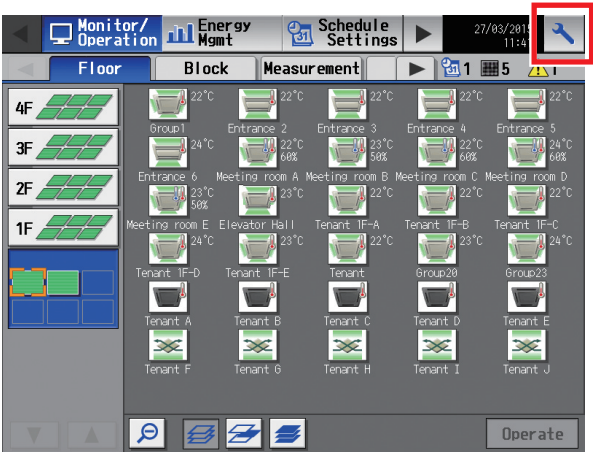 Monitor/ Operation
Energy Mgmt
Schedule Settings
27/03/201
11:4
Floor Block Measurement 1 5 1
4F
3F
2F
1F
22°C 22°C 22°C 22°C 22°C
Group1 Entrance 2 Entrance 3 Entrance 4 Entrance 5
24°C 22°C 60% 23°C 50% 22°C 60% 24°C 60%
Entrance 6 Meeting room A Meeting room B Meeting room C Meeting room D
23°C 50% 23°C 22°C 22°C 22°C
Meeting room E Elevator Hall Tenant 1F-A Tenant 1F-B Tenant 1F-C
24°C 23°C 22°C 23°C 24°C
Tenant 1F-D Tenant 1F-E Tenant Group20 Group23
Tenant A Tenant B Tenant C Tenant D Tenant E
Tenant F Tenant G Tenant H Tenant I Tenant J
Operate